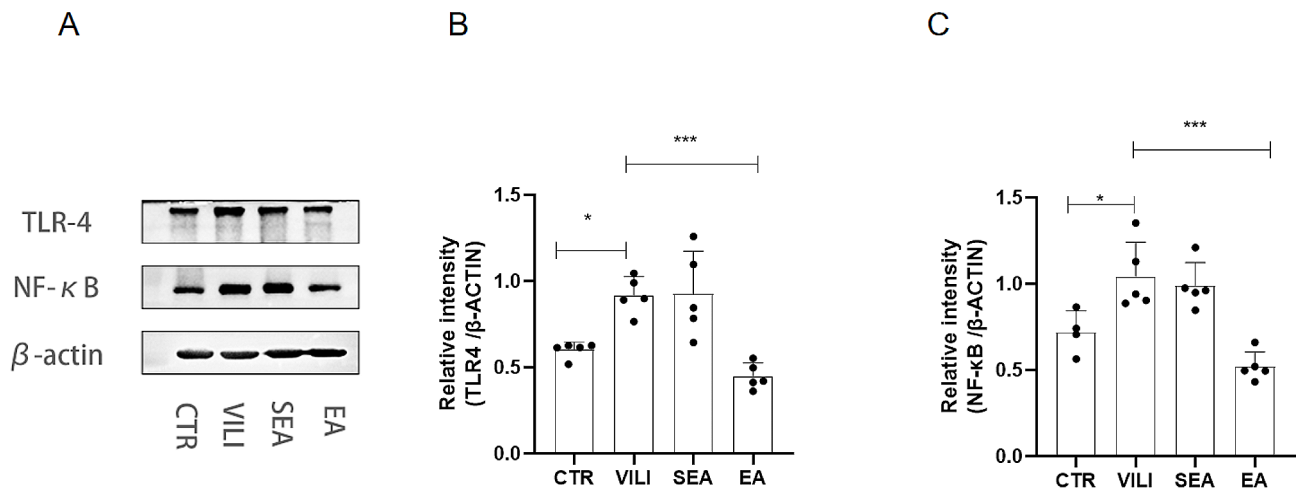 A
TLR-4
NF-κB
β-actin
CTR
VILI
SEA
EA
B
Relative intensity
(TLR4 /β-ACTIN)
1.5
1.0
0.5
0.0
*
***
CTR
VILI
SEA
EA
C
Relative intensity
(NF-κB /β-ACTIN)
1.5
1.0
0.5
0.0
*
***
CTR
VILI
SEA
EA